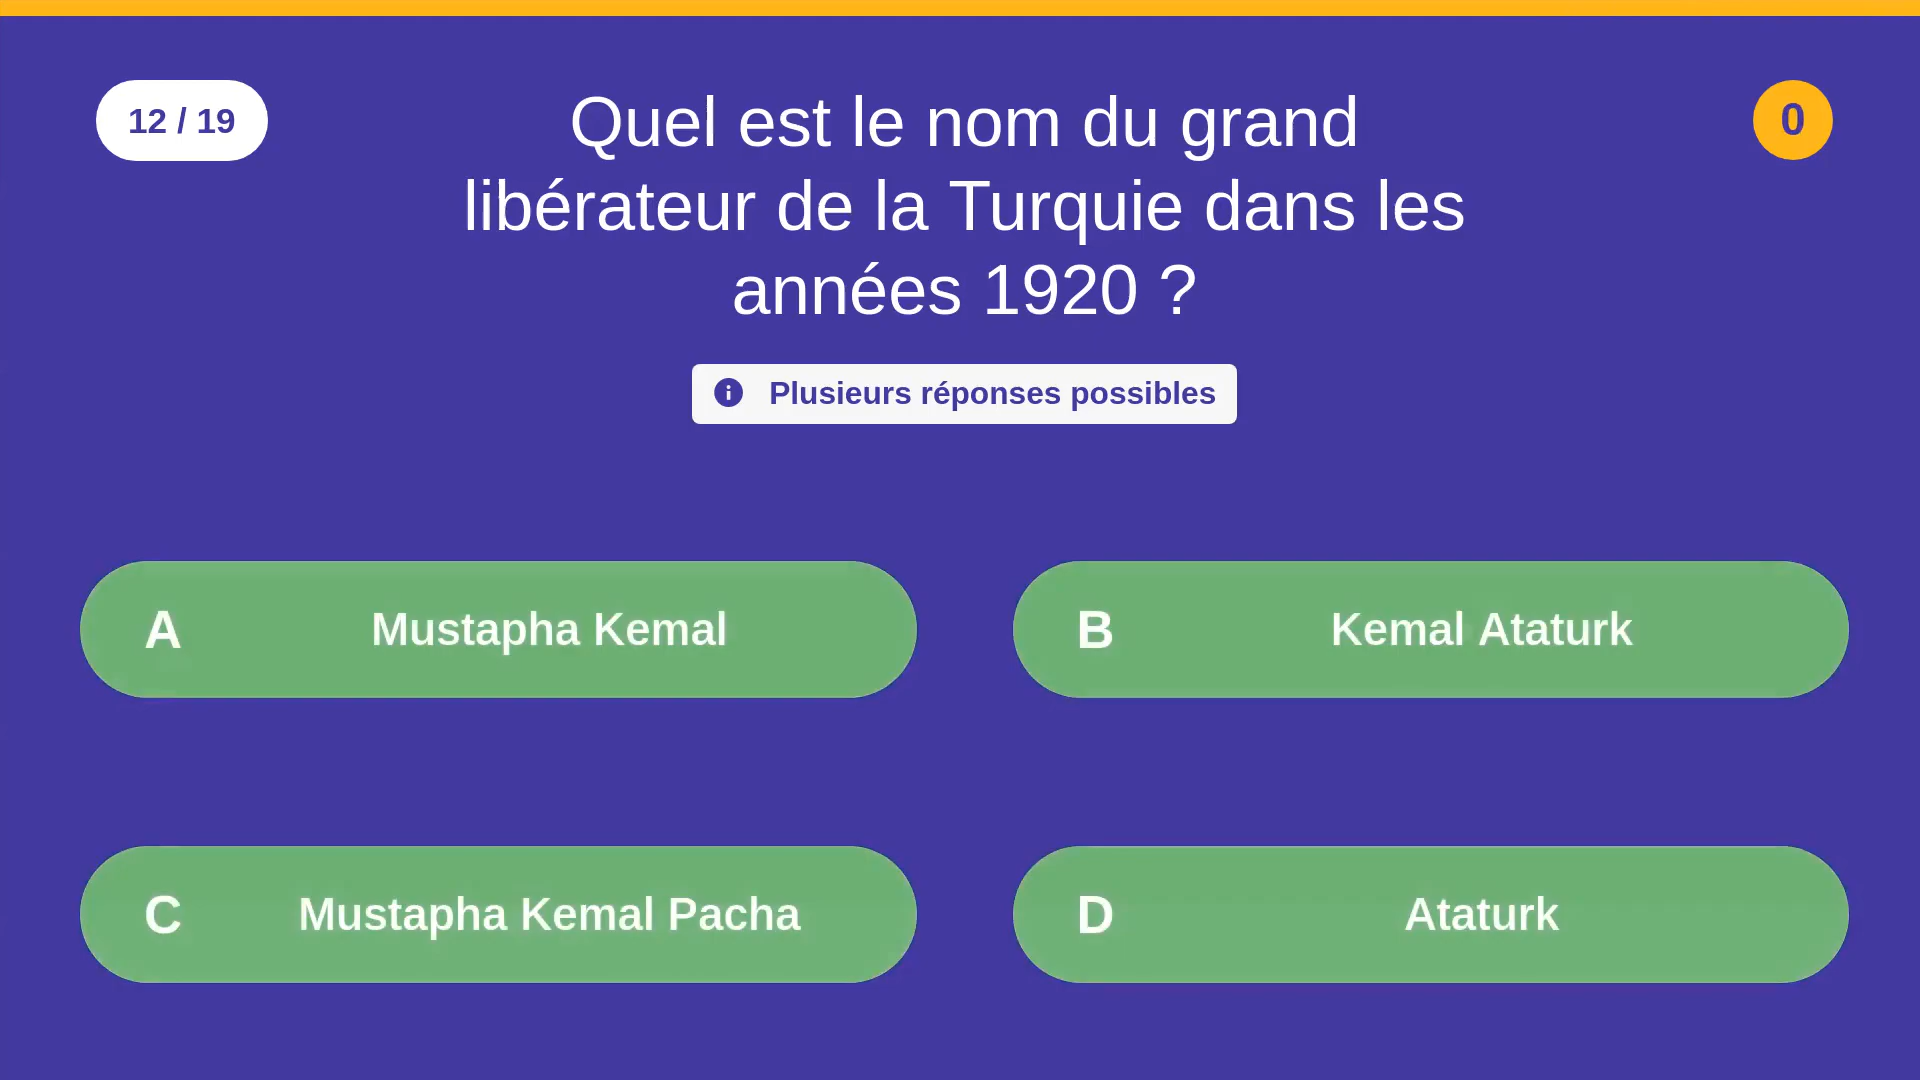 12 / 19
Quel est le nom du grand
libérateur de la Turquie dans les
années 1920 ?
0
Plusieurs réponses possibles
A Mustapha Kemal
B Kemal Ataturk
C Mustapha Kemal Pacha
D Ataturk